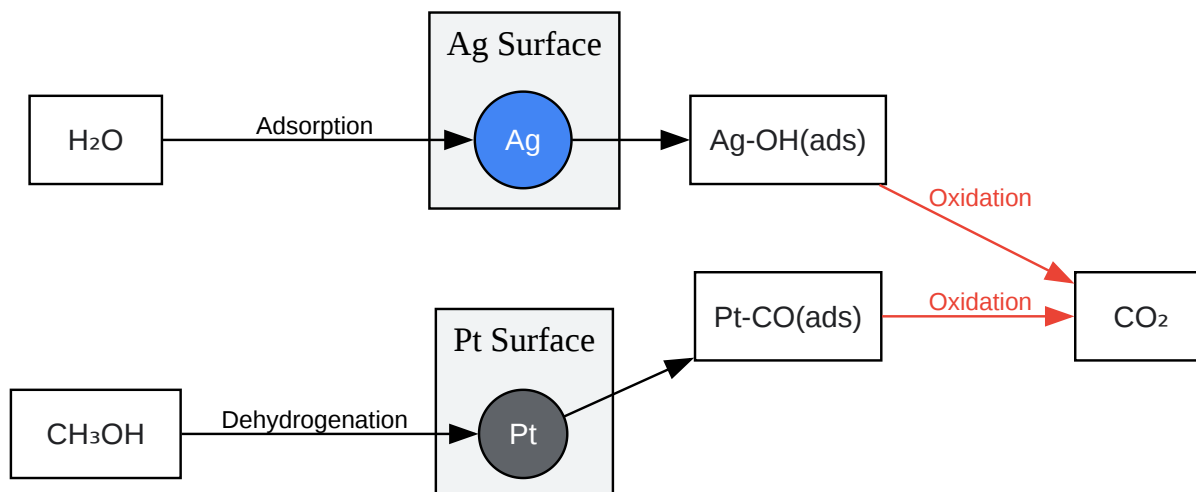 Ag Surface
H₂O
Adsorption
Ag
Ag-OH(ads)
Oxidation
Pt-CO(ads)
Oxidation
CO₂
Pt Surface
CH₃OH
Dehydrogenation
Pt